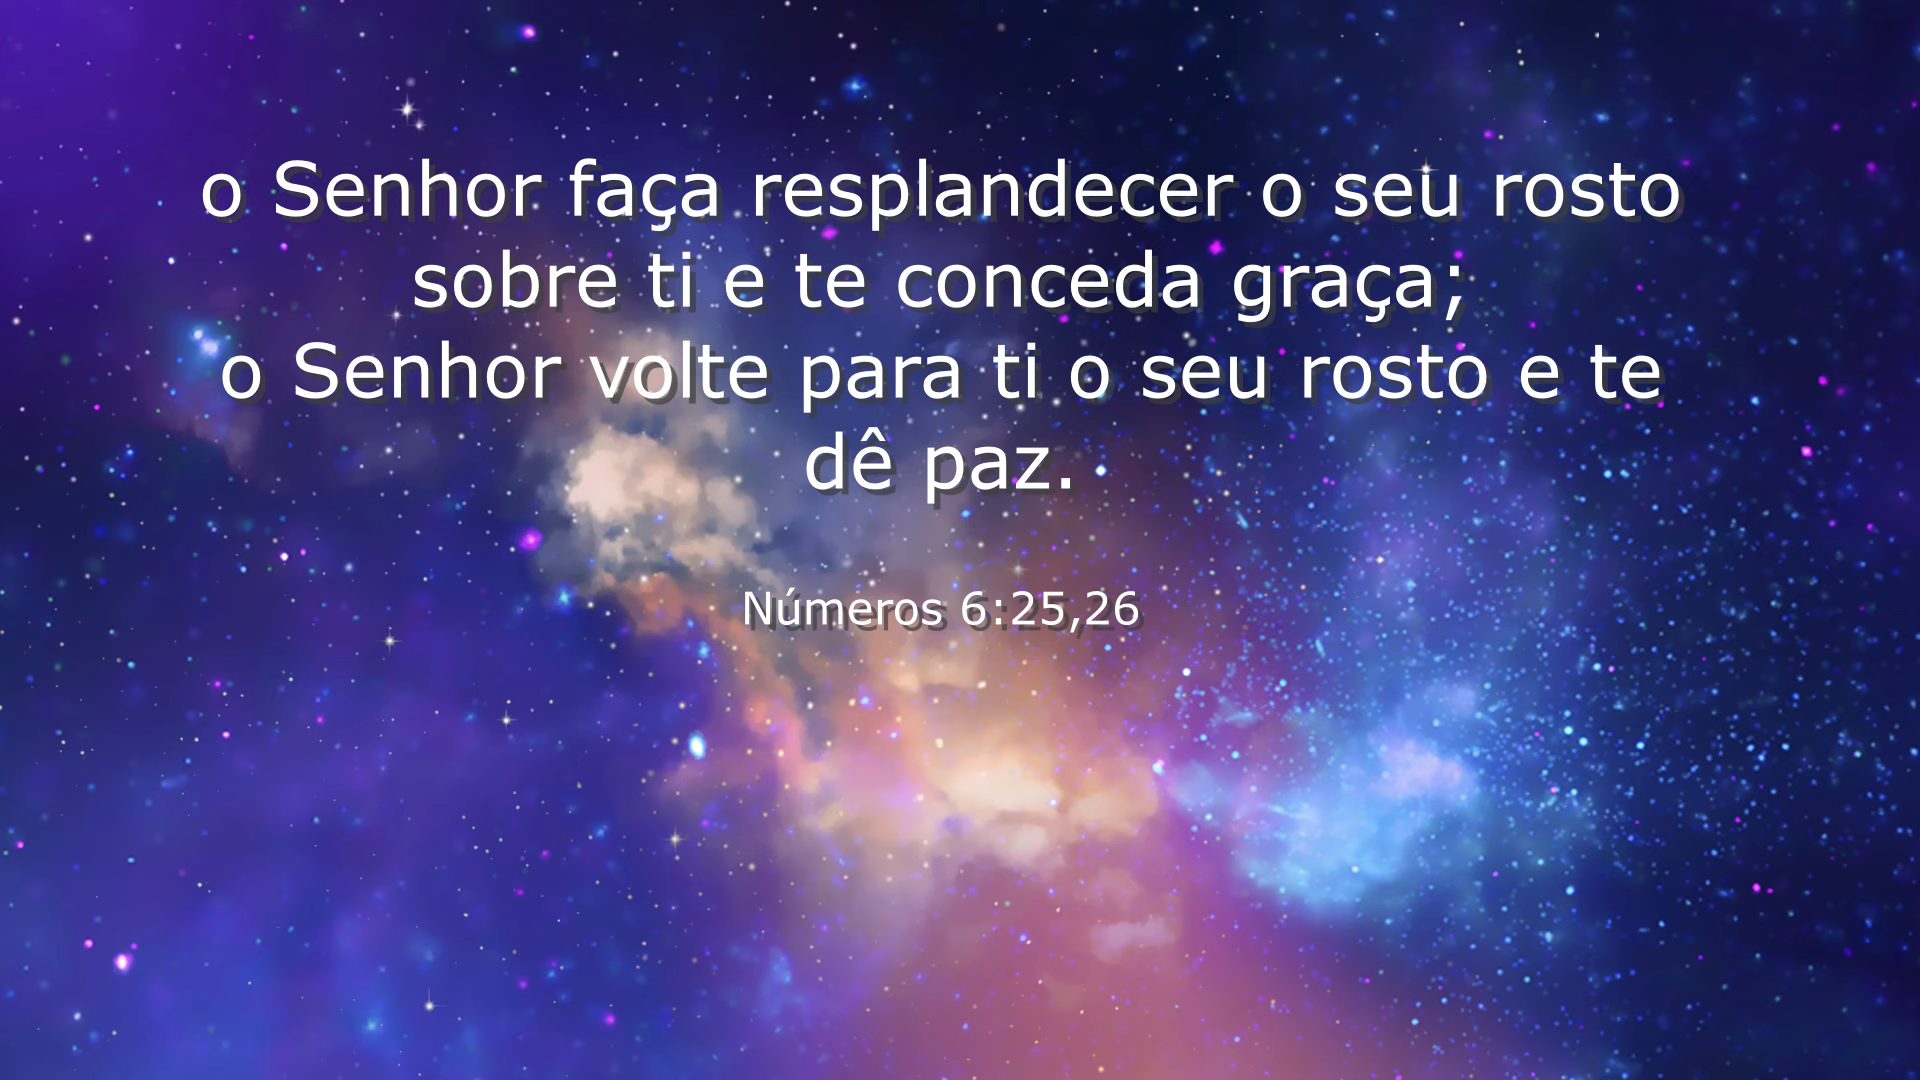 o Senhor faça resplandecer o seu rosto
sobre ti e te conceda graça;
o Senhor volte para ti o seu rosto e te
dê paz.
Números 6:25,26